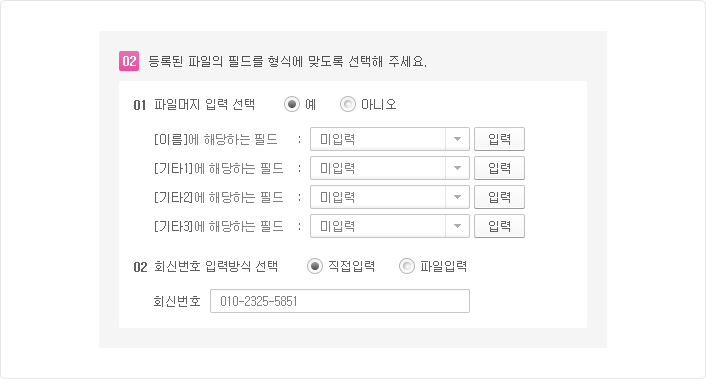 02 등록된 파일의 필드를 형식에 맞도록 선택해 주세요.
01 파일머지 입력 선택 예 아니오
[이름]에 해당하는 필드 : 미입력 입력
[기타1]에 해당하는 필드 : 미입력 입력
[기타2]에 해당하는 필드 : 미입력 입력
[기타3]에 해당하는 필드 : 미입력 입력
02 회신번호 입력방식 선택 직접입력 파일입력
회신번호 010-2325-5851